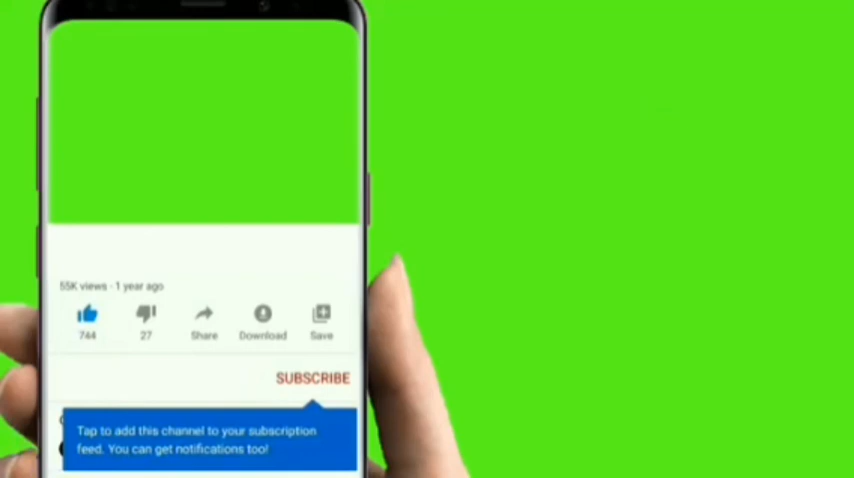 55K views · 1 year ago
744
27
Share
Download
Save
SUBSCRIBE
Tap to add this channel to your subscription
feed. You can get notifications too!